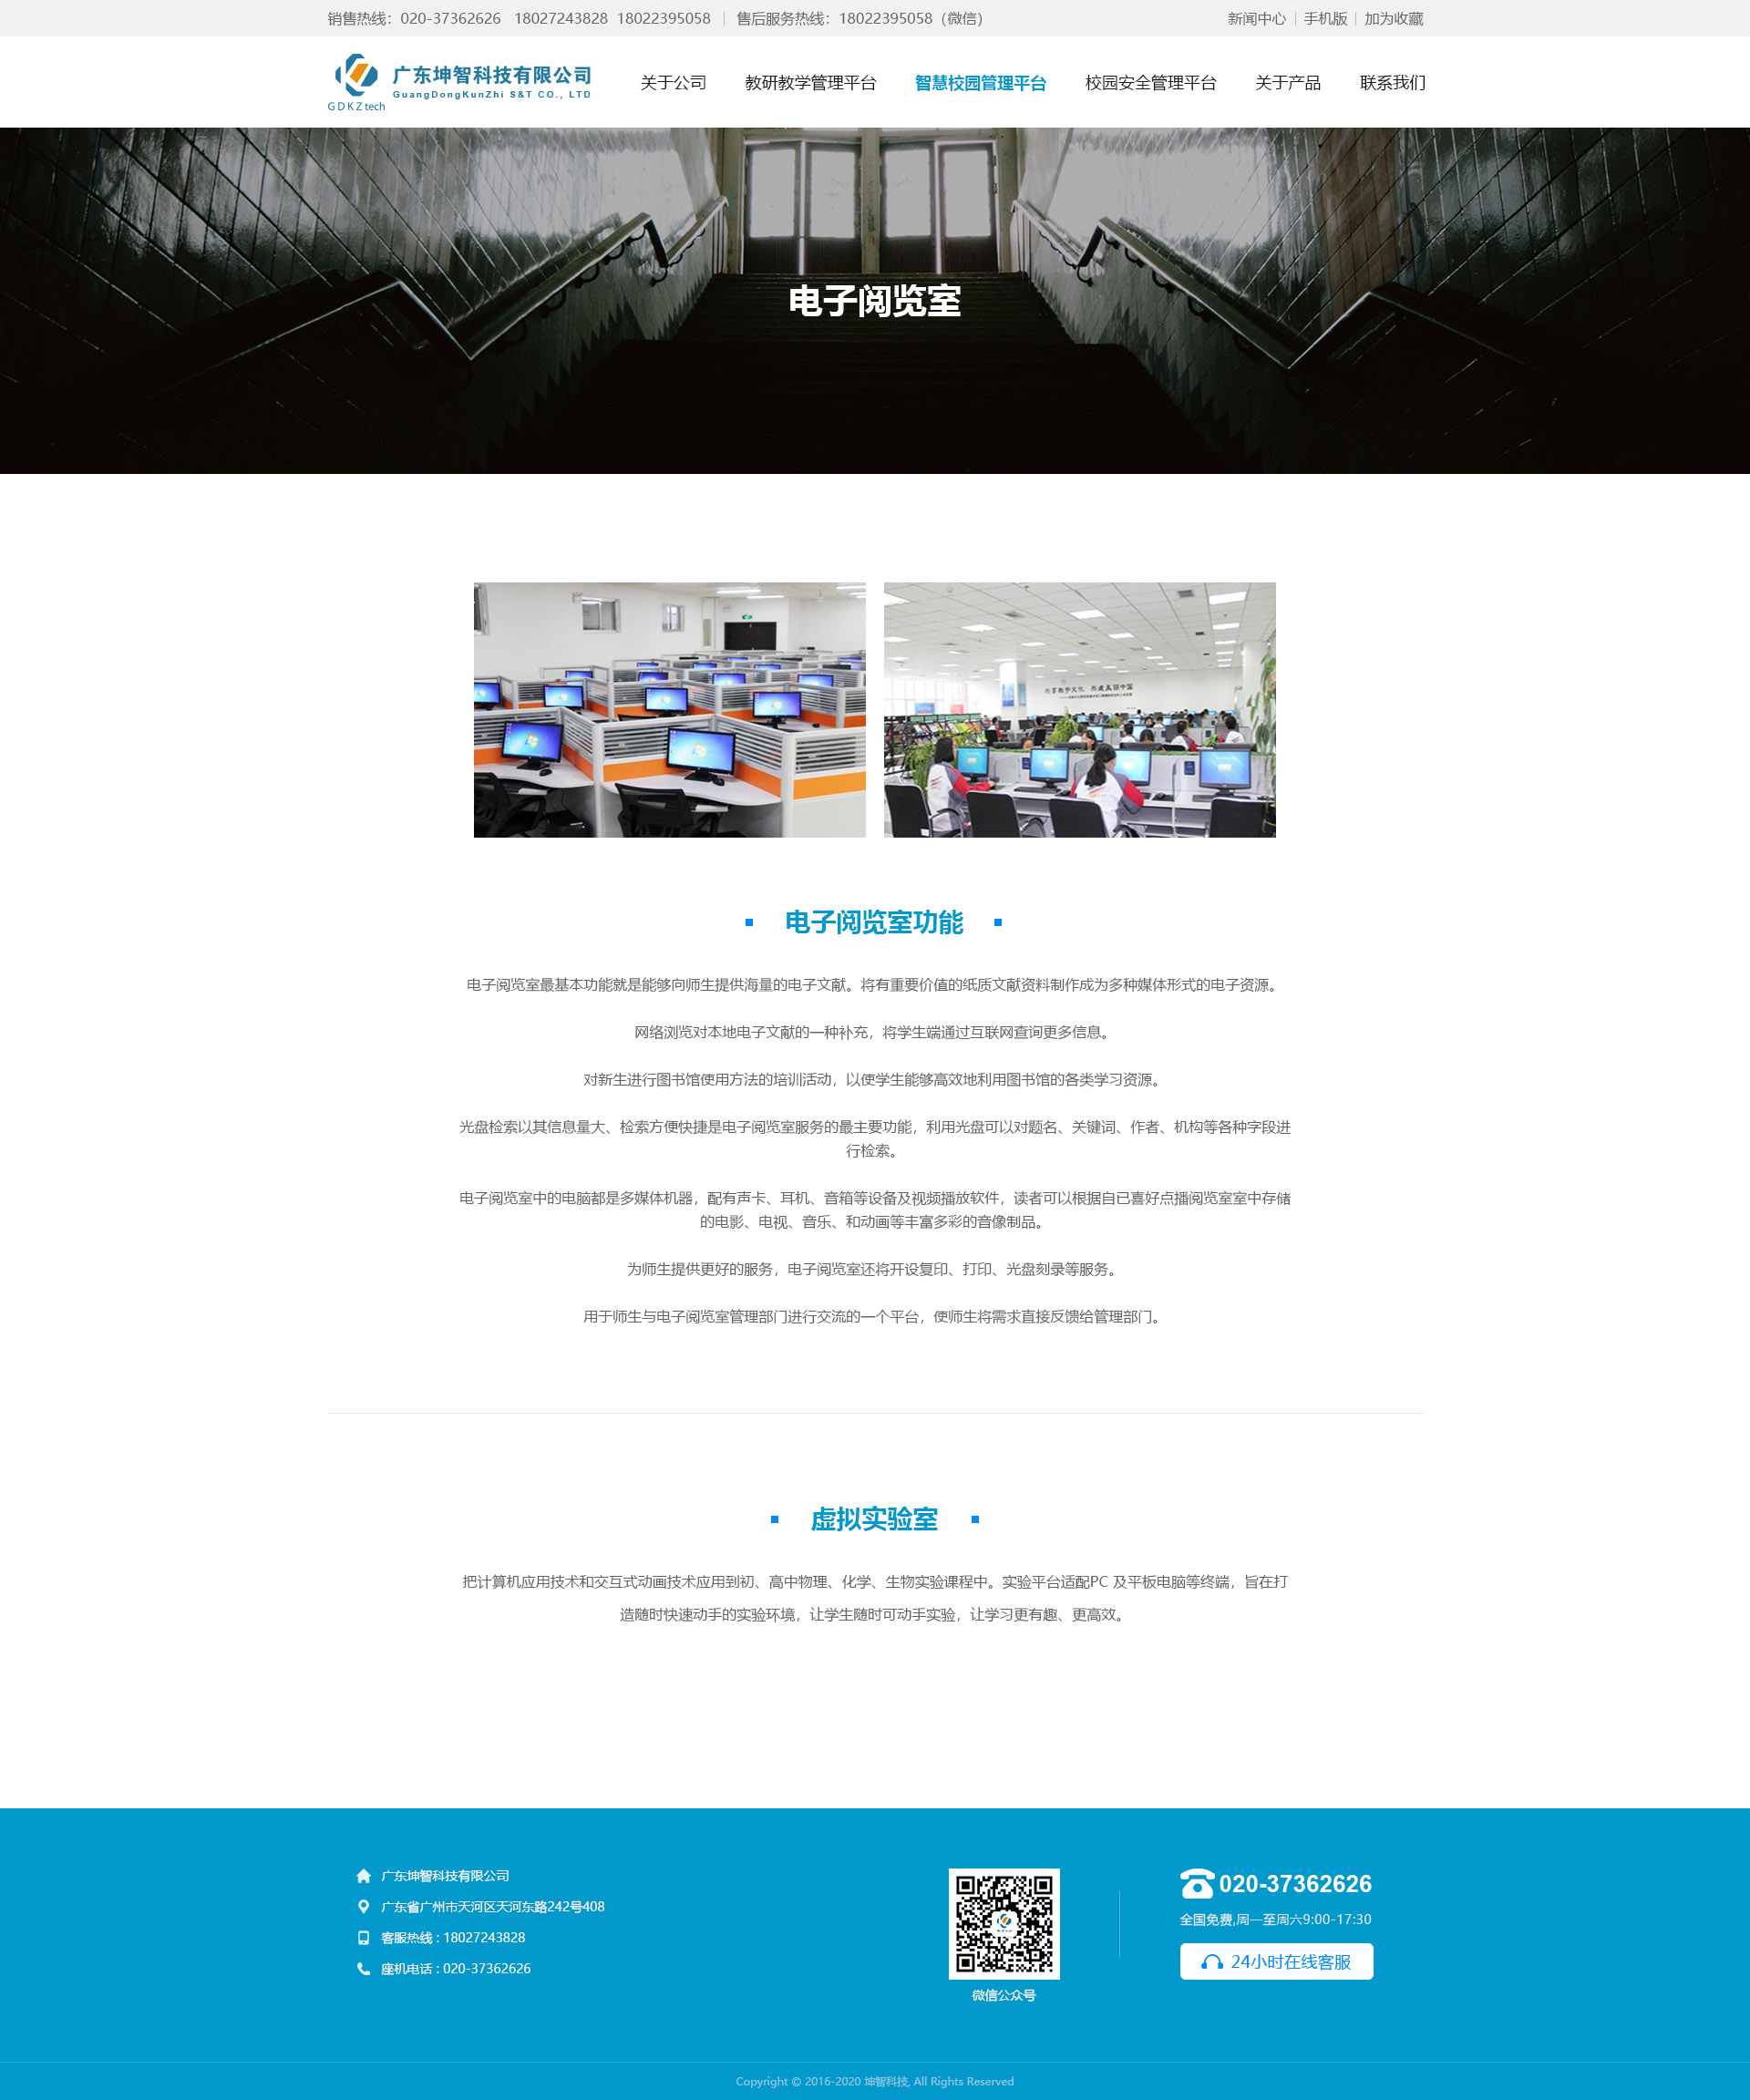 销售热线：020-37362626 18027243828 18022395058 | 售后服务热线：18022395058（微信）
新闻中心 | 手机版 | 加为收藏
广东坤智科技有限公司
GuangDongKunZhi S&T CO., LTD
GDKZ tech
关于公司 教研教学管理平台 智慧校园管理平台 校园安全管理平台 关于产品 联系我们
电子阅览室
共享数字文化 共建美丽中国
电子阅览室功能
电子阅览室最基本功能就是能够向师生提供海量的电子文献。将有重要价值的纸质文献资料制作成为多种媒体形式的电子资源。
网络浏览对本地电子文献的一种补充，将学生端通过互联网查询更多信息。
对新生进行图书馆使用方法的培训活动，以使学生能够高效地利用图书馆的各类学习资源。
光盘检索以其信息量大、检索方便快捷是电子阅览室服务的最主要功能，利用光盘可以对题名、关键词、作者、机构等各种字段进
行检索。
电子阅览室中的电脑都是多媒体机器，配有声卡、耳机、音箱等设备及视频播放软件，读者可以根据自已喜好点播阅览室室中存储
的电影、电视、音乐、和动画等丰富多彩的音像制品。
为师生提供更好的服务，电子阅览室还将开设复印、打印、光盘刻录等服务。
用于师生与电子阅览室管理部门进行交流的一个平台，使师生将需求直接反馈给管理部门。
虚拟实验室
把计算机应用技术和交互式动画技术应用到初、高中物理、化学、生物实验课程中。实验平台适配PC 及平板电脑等终端，旨在打
造随时快速动手的实验环境，让学生随时可动手实验，让学习更有趣、更高效。
广东坤智科技有限公司
广东省广州市天河区天河东路242号408
客服热线 : 18027243828
座机电话 : 020-37362626
微信公众号
020-37362626
全国免费,周一至周六9:00-17:30
24小时在线客服
Copyright © 2016-2020 坤智科技, All Rights Reserved